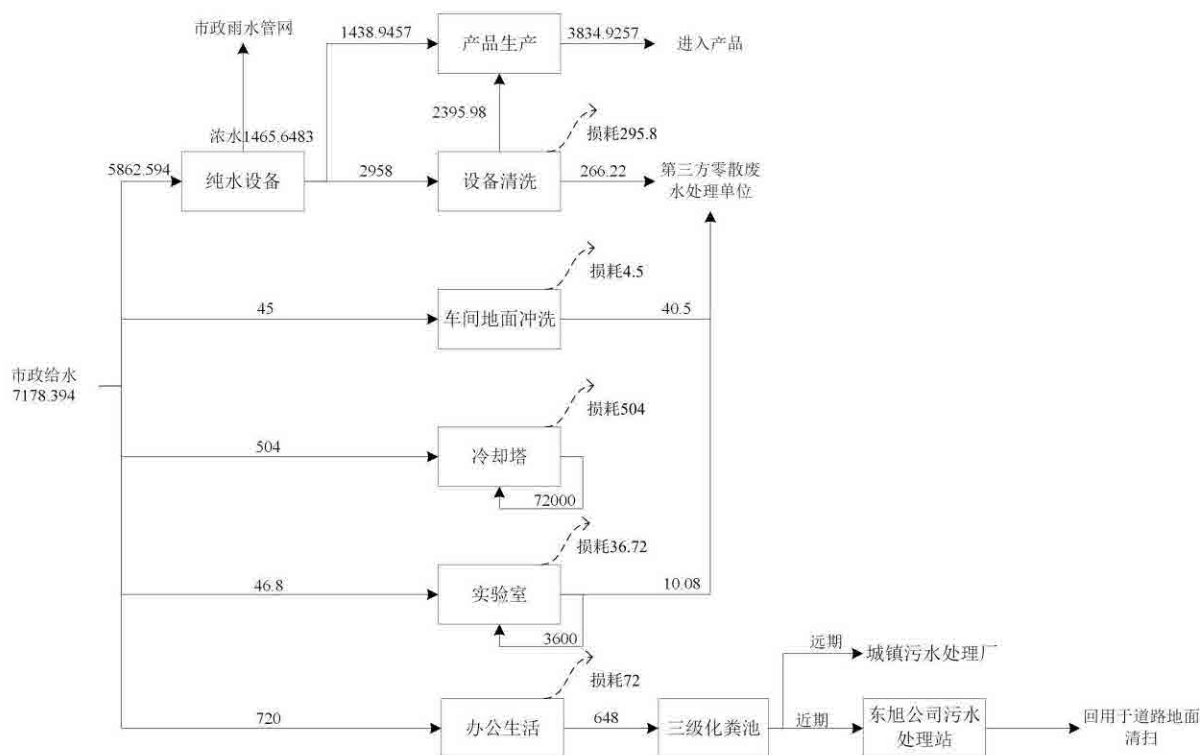 市政雨水管网
1438.9457
产品生产
3834.9257
进入产品
2395.98
损耗295.8
浓水1465.6483
5862.594
纯水设备
2958
设备清洗
266.22
第三方零散废
水处理单位
损耗4.5
45
车间地面冲洗
40.5
市政给水
7178.394
损耗504
504
冷却塔
72000
损耗36.72
46.8
实验室
10.08
3600
远期
城镇污水处理厂
损耗72
720
办公生活
648
三级化粪池
近期
东旭公司污水
处理站
回用于道路地面
清扫